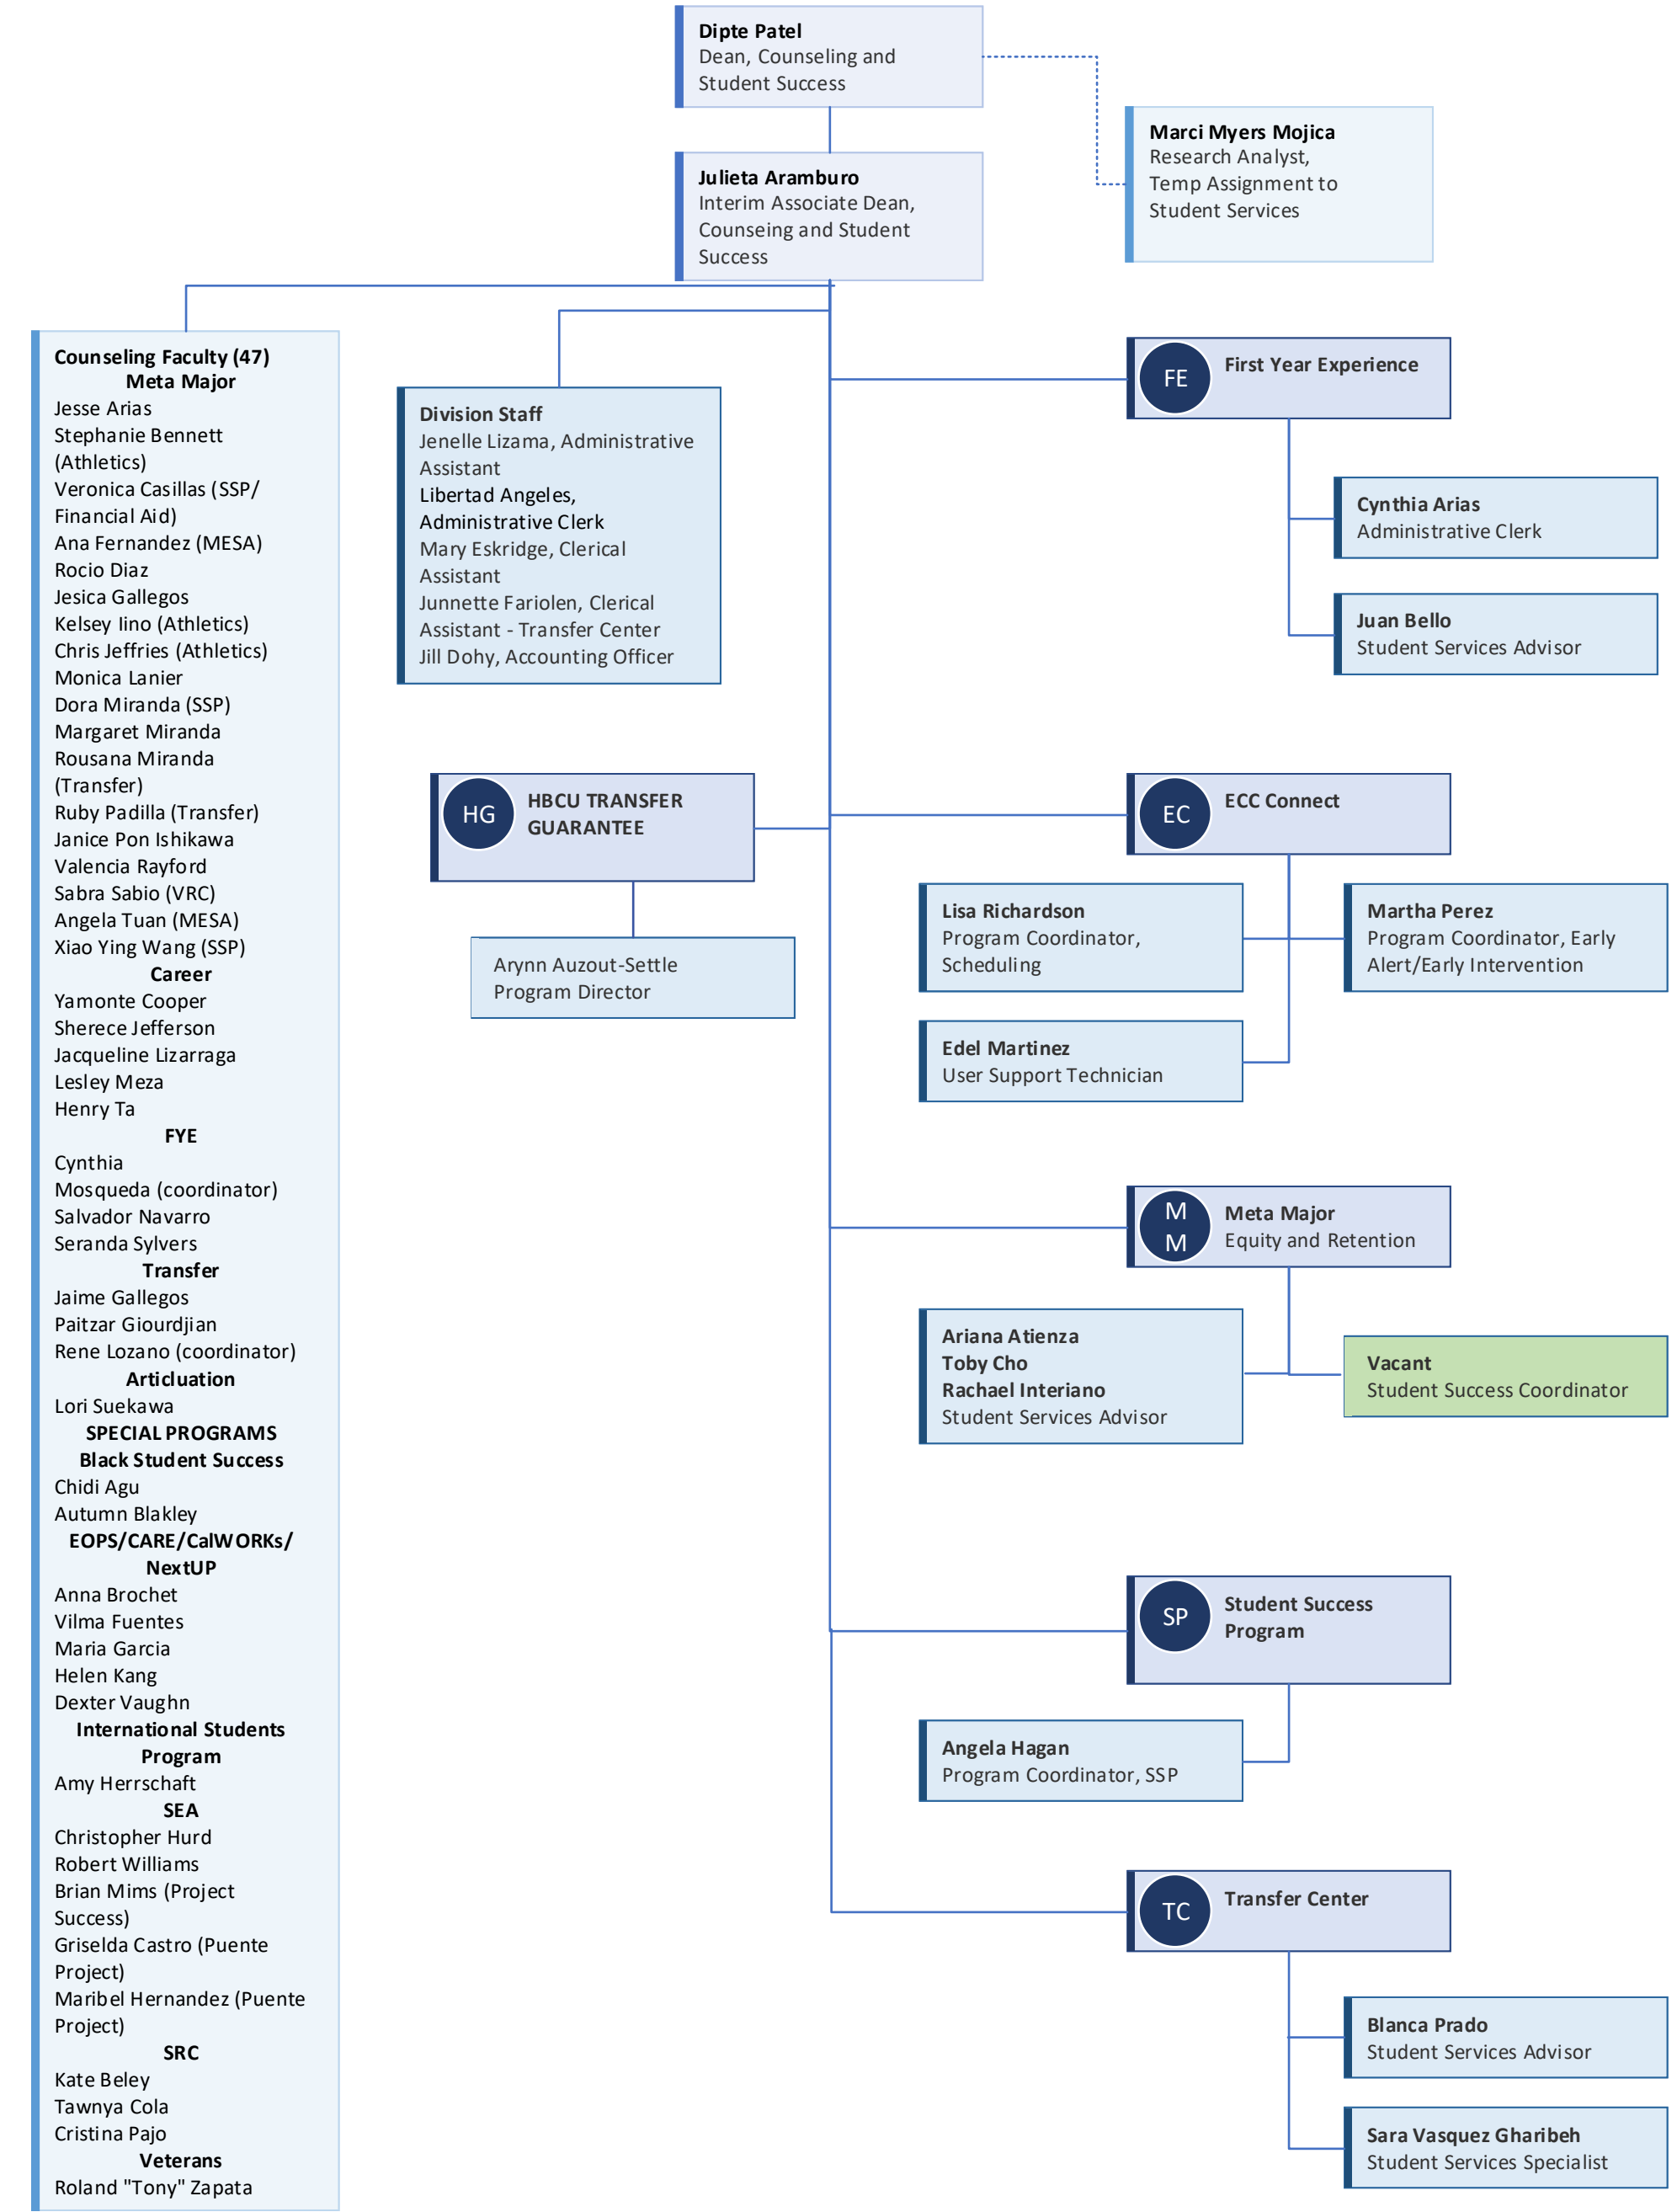 Dipte Patel
Dean, Counseling and
Student Success
Marci Myers Mojica
Research Analyst,
Temp Assignment to
Student Services
Julieta Aramburo
Interim Associate Dean,
Counseing and Student
Success
Counseling Faculty (47)
Meta Major
Jesse Arias
Stephanie Bennett
(Athletics)
Veronica Casillas (SSP/
Financial Aid)
Ana Fernandez (MESA)
Rocio Diaz
Jesica Gallegos
Kelsey Iino (Athletics)
Chris Jeffries (Athletics)
Monica Lanier
Dora Miranda (SSP)
Margaret Miranda
Rousana Miranda
(Transfer)
Ruby Padilla (Transfer)
Janice Pon Ishikawa
Valencia Rayford
Sabra Sabio (VRC)
Angela Tuan (MESA)
Xiao Ying Wang (SSP)
Career
Yamonte Cooper
Sherece Jefferson
Jacqueline Lizarraga
Lesley Meza
Henry Ta
FYE
Cynthia
Mosqueda (coordinator)
Salvador Navarro
Seranda Sylvers
Transfer
Jaime Gallegos
Paitzar Giourdjian
Rene Lozano (coordinator)
Articluation
Lori Suekawa
SPECIAL PROGRAMS
Black Student Success
Chidi Agu
Autumn Blakley
EOPS/CARE/CalWORKs/
NextUP
Anna Brochet
Vilma Fuentes
Maria Garcia
Helen Kang
Dexter Vaughn
International Students
Program
Amy Herrschaft
SEA
Christopher Hurd
Robert Williams
Brian Mims (Project
Success)
Griselda Castro (Puente
Project)
Maribel Hernandez (Puente
Project)
SRC
Kate Beley
Tawnya Cola
Cristina Pajo
Veterans
Roland "Tony" Zapata
Division Staff
Jenelle Lizama, Administrative
Assistant
Libertad Angeles,
Administrative Clerk
Mary Eskridge, Clerical
Assistant
Junnette Fariolen, Clerical
Assistant - Transfer Center
Jill Dohy, Accounting Officer
HG
HBCU TRANSFER
GUARANTEE
Arynn Auzout-Settle
Program Director
FE
First Year Experience
Cynthia Arias
Administrative Clerk
Juan Bello
Student Services Advisor
EC
ECC Connect
Lisa Richardson
Program Coordinator,
Scheduling
Martha Perez
Program Coordinator, Early
Alert/Early Intervention
Edel Martinez
User Support Technician
M
M
Meta Major
Equity and Retention
Ariana Atienza
Toby Cho
Rachael Interiano
Student Services Advisor
Vacant
Student Success Coordinator
SP
Student Success
Program
Angela Hagan
Program Coordinator, SSP
TC
Transfer Center
Blanca Prado
Student Services Advisor
Sara Vasquez Gharibeh
Student Services Specialist